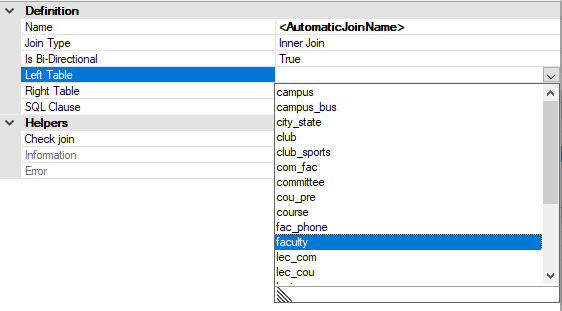 Definition
Name <AutomaticJoinName>
Join Type Inner Join
Is Bi-Directional True
Left Table
Right Table
SQL Clause
Helpers
Check join
Information
Error
campus
campus_bus
city_state
club
club_sports
com_fac
committee
cou_pre
course
fac_phone
faculty
lec_com
lec_cou